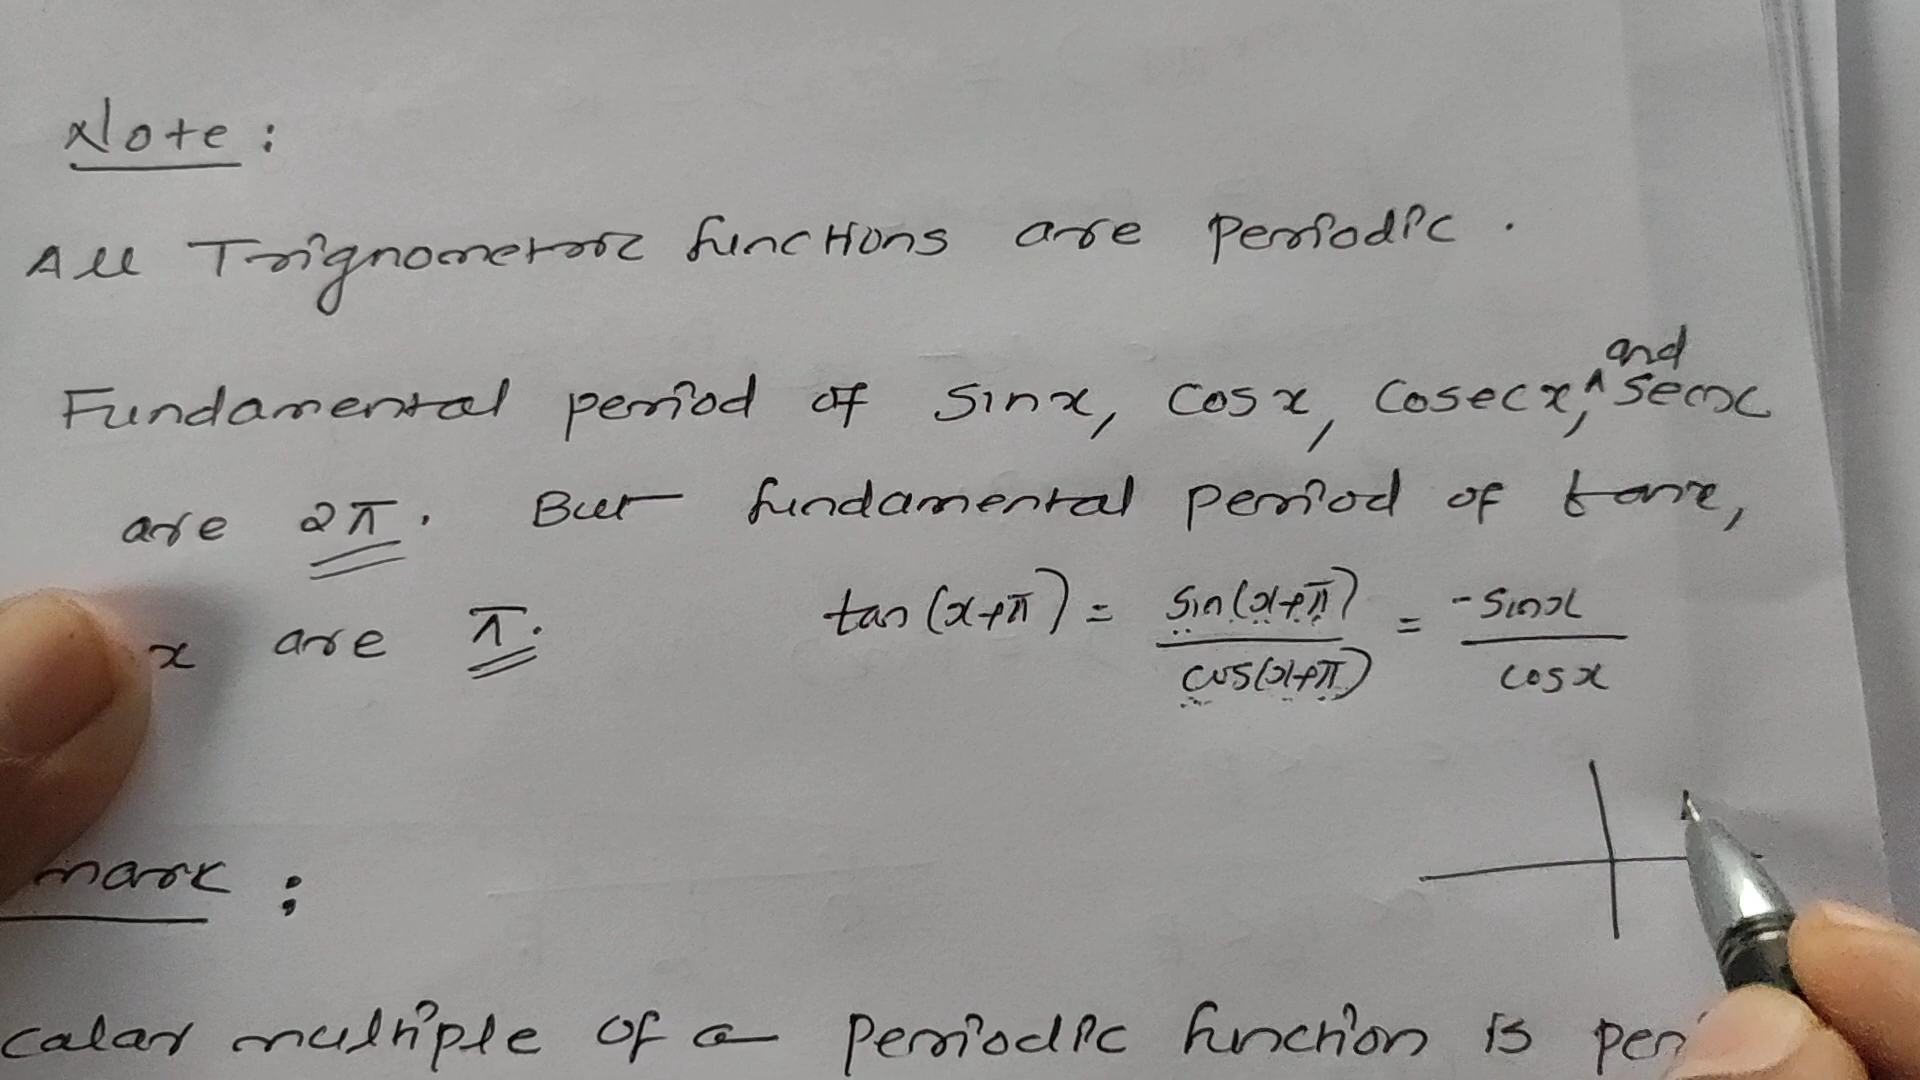 Note:
All Trignometric functions are Periodic.
Fundamental period of sinx, cosx, cosecx, and secx
are 2π. But fundamental period of tanx,
x are π.
tan(x+π) = sin(x+π)/cos(x+π) = -sinx/cosx
mark:
calar multiple of a periodic function is peri